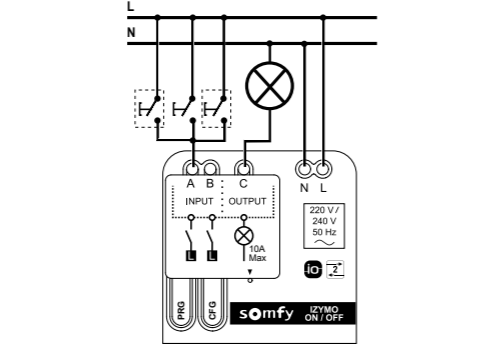 L
N
A B C
N L
INPUT OUTPUT
220 V /
240 V
50 Hz
10A
Max
L L
io 2
PRG
CFG
somfy
IZYMO
ON / OFF